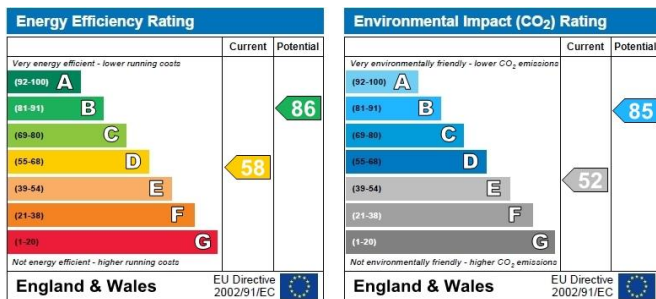 Energy Efficiency Rating
Current Potential
Very energy efficient - lower running costs
(92-100) A
(81-91) B
86
(69-80) C
(55-68) D
58
(39-54) E
(21-38) F
(1-20) G
Not energy efficient - higher running costs
England & Wales
EU Directive
2002/91/EC
Environmental Impact (CO₂) Rating
Current Potential
Very environmentally friendly - lower CO₂ emissions
(92-100) A
(81-91) B
85
(69-80) C
(55-68) D
(39-54) E
52
(21-38) F
(1-20) G
Not environmentally friendly - higher CO₂ emissions
England & Wales
EU Directive
2002/91/EC